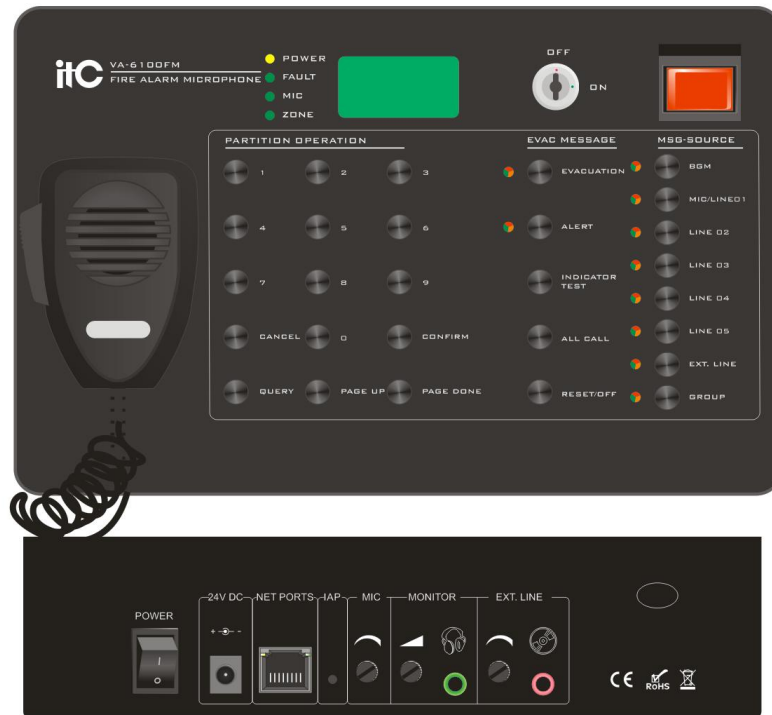 itc
VA-6100FM
FIRE ALARM MICROPHONE
POWER
FAULT
MIC
ZONE
OFF
ON
PARTITION OPERATION
1 2 3
4 5 6
7 8 9
CANCEL 0 CONFIRM
QUERY PAGE UP PAGE DONE
EVAC MESSAGE
EVACUATION
ALERT
INDICATOR
TEST
ALL CALL
RESET/OFF
MSG-SOURCE
BGM
MIC/LINE01
LINE 02
LINE 03
LINE 04
LINE 05
EXT. LINE
GROUP
POWER
I
O
24V DC
+ -
NET PORTS
IAP
MIC
MONITOR
EXT. LINE
CE
RoHS